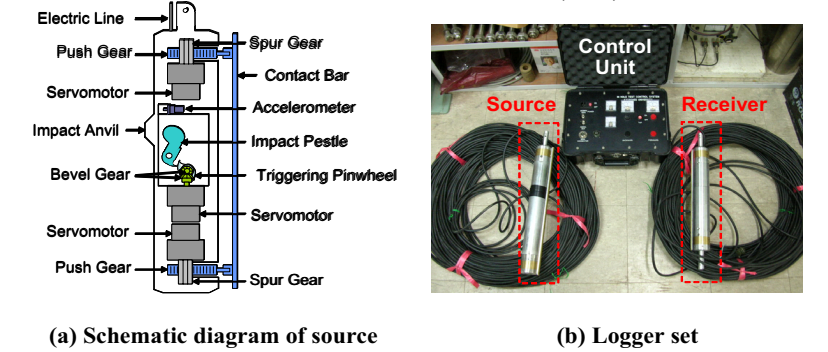 Electric Line
Spur Gear
Push Gear
Contact Bar
Servomotor
Accelerometer
Impact Anvil
Impact Pestle
Bevel Gear
Triggering Pinwheel
Servomotor
Servomotor
Push Gear
Spur Gear
(a) Schematic diagram of source
Control
Unit
Source
Receiver
(b) Logger set